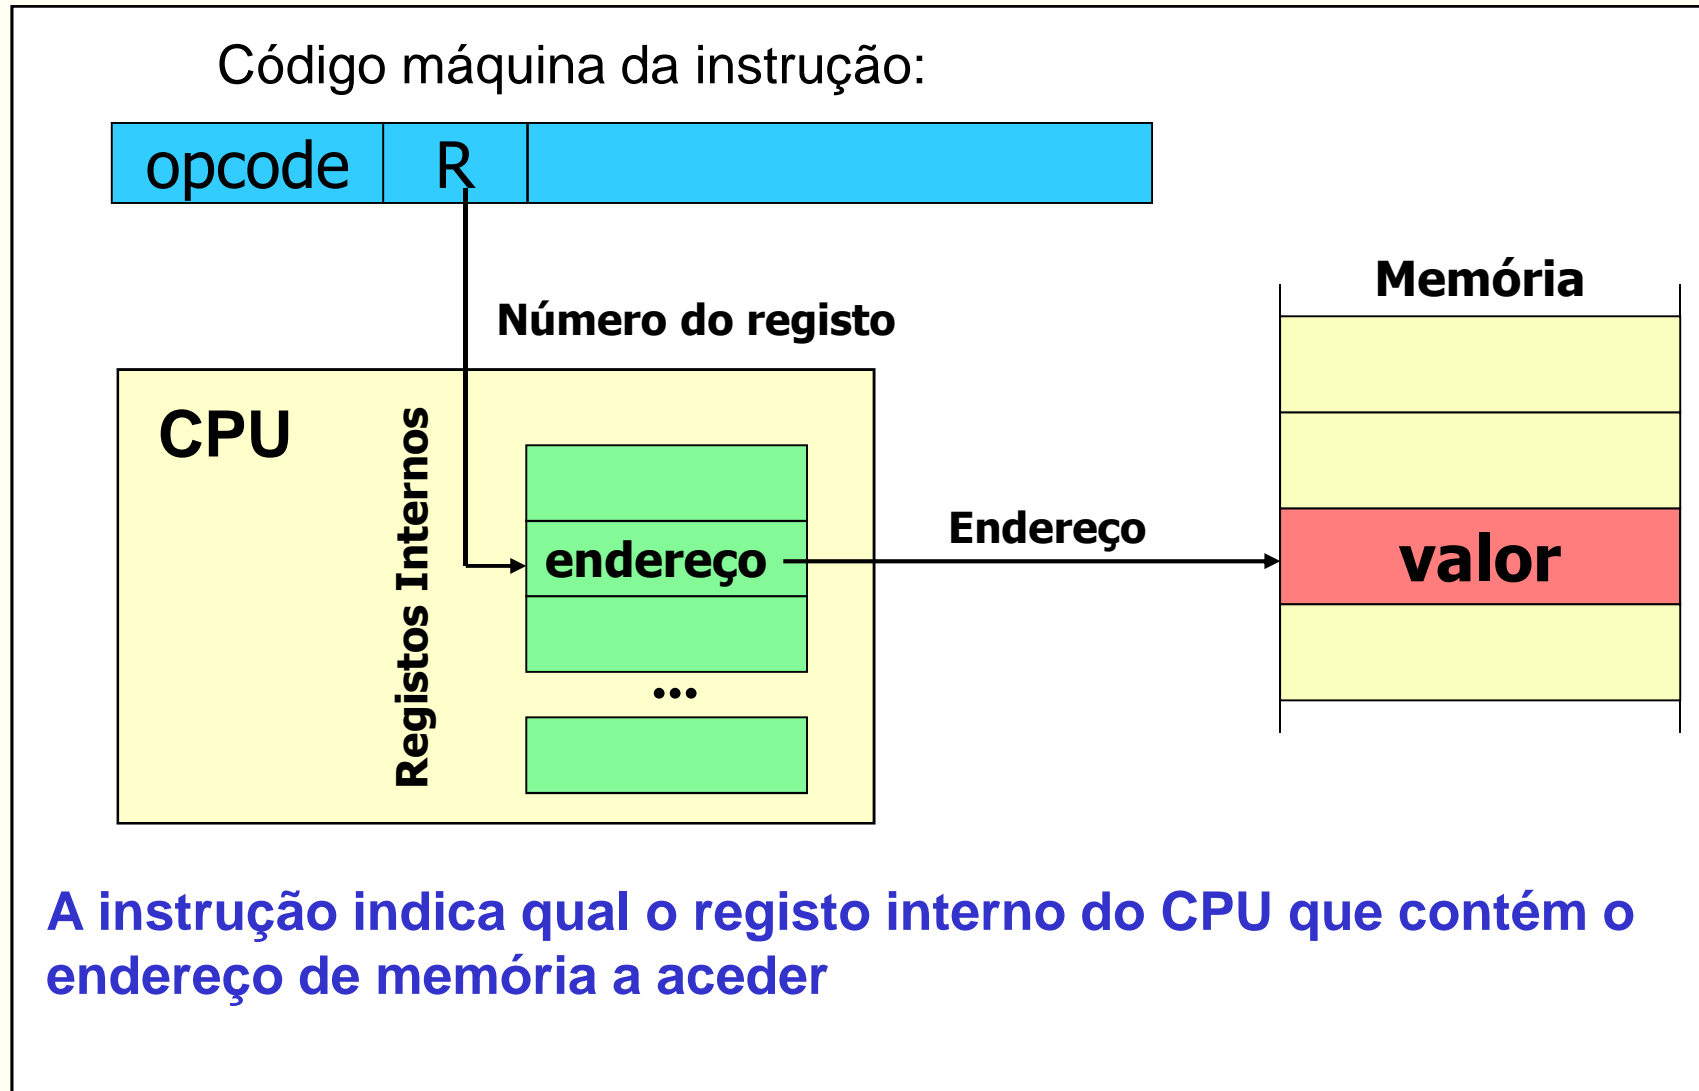 Código máquina da instrução:
opcode R
Memória
Número do registo
CPU
Registos Internos
endereço
Endereço
valor
...
A instrução indica qual o registo interno do CPU que contém o
endereço de memória a aceder